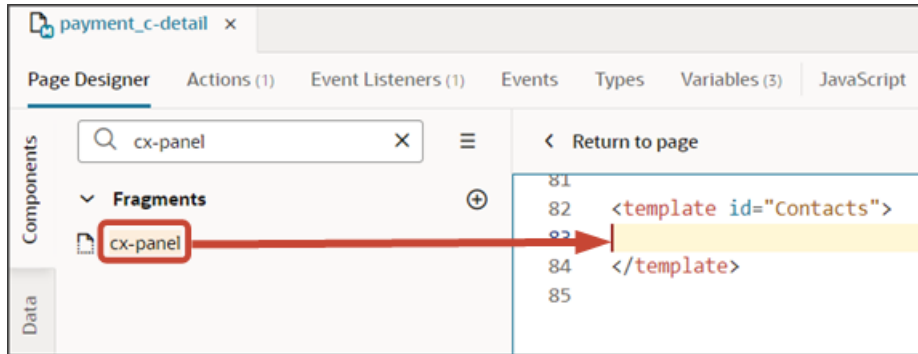 payment_c-detail ×
Page Designer Actions (1) Event Listeners (1) Events Types Variables (3) JavaScript
Components
Data
cx-panel
Fragments
cx-panel
Return to page
81
82 <template id="Contacts">
83
84 </template>
85